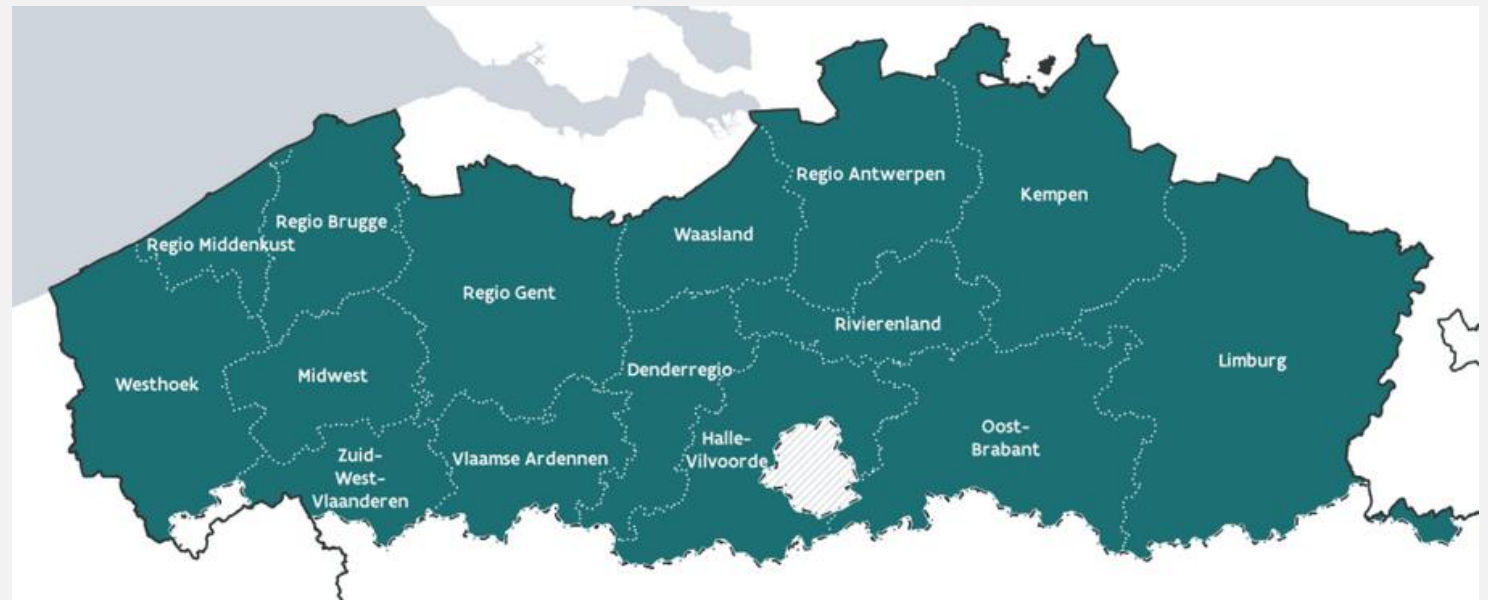 Regio Antwerpen
Kempen
Regio Brugge
Waasland
Regio Middenkust
Regio Gent
Rivierenland
Limburg
Denderregio
Midwest
Westhoek
Oost-
Brabant
Halle-
Vilvoorde
Vlaamse Ardennen
Zuid-
West-
Vlaanderen